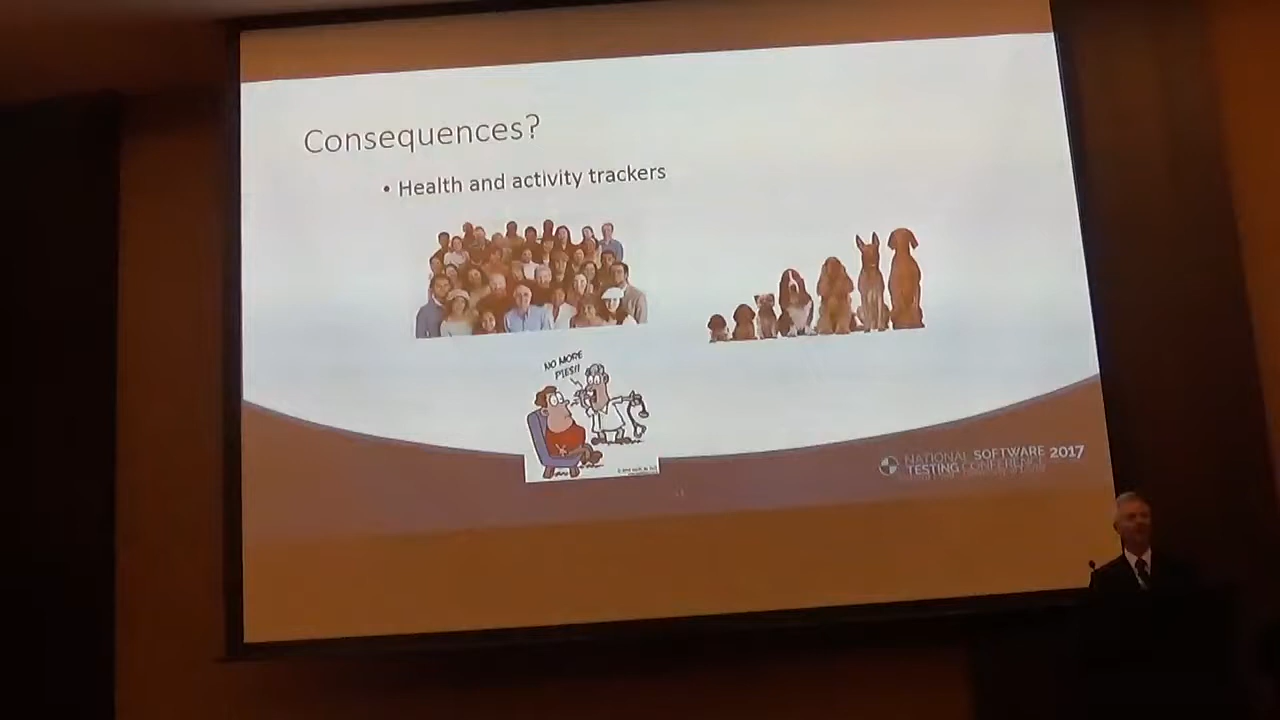 Consequences?
• Health and activity trackers
NO MORE
PIES!!
NATIONAL SOFTWARE 2017
TESTING CONFERENCE